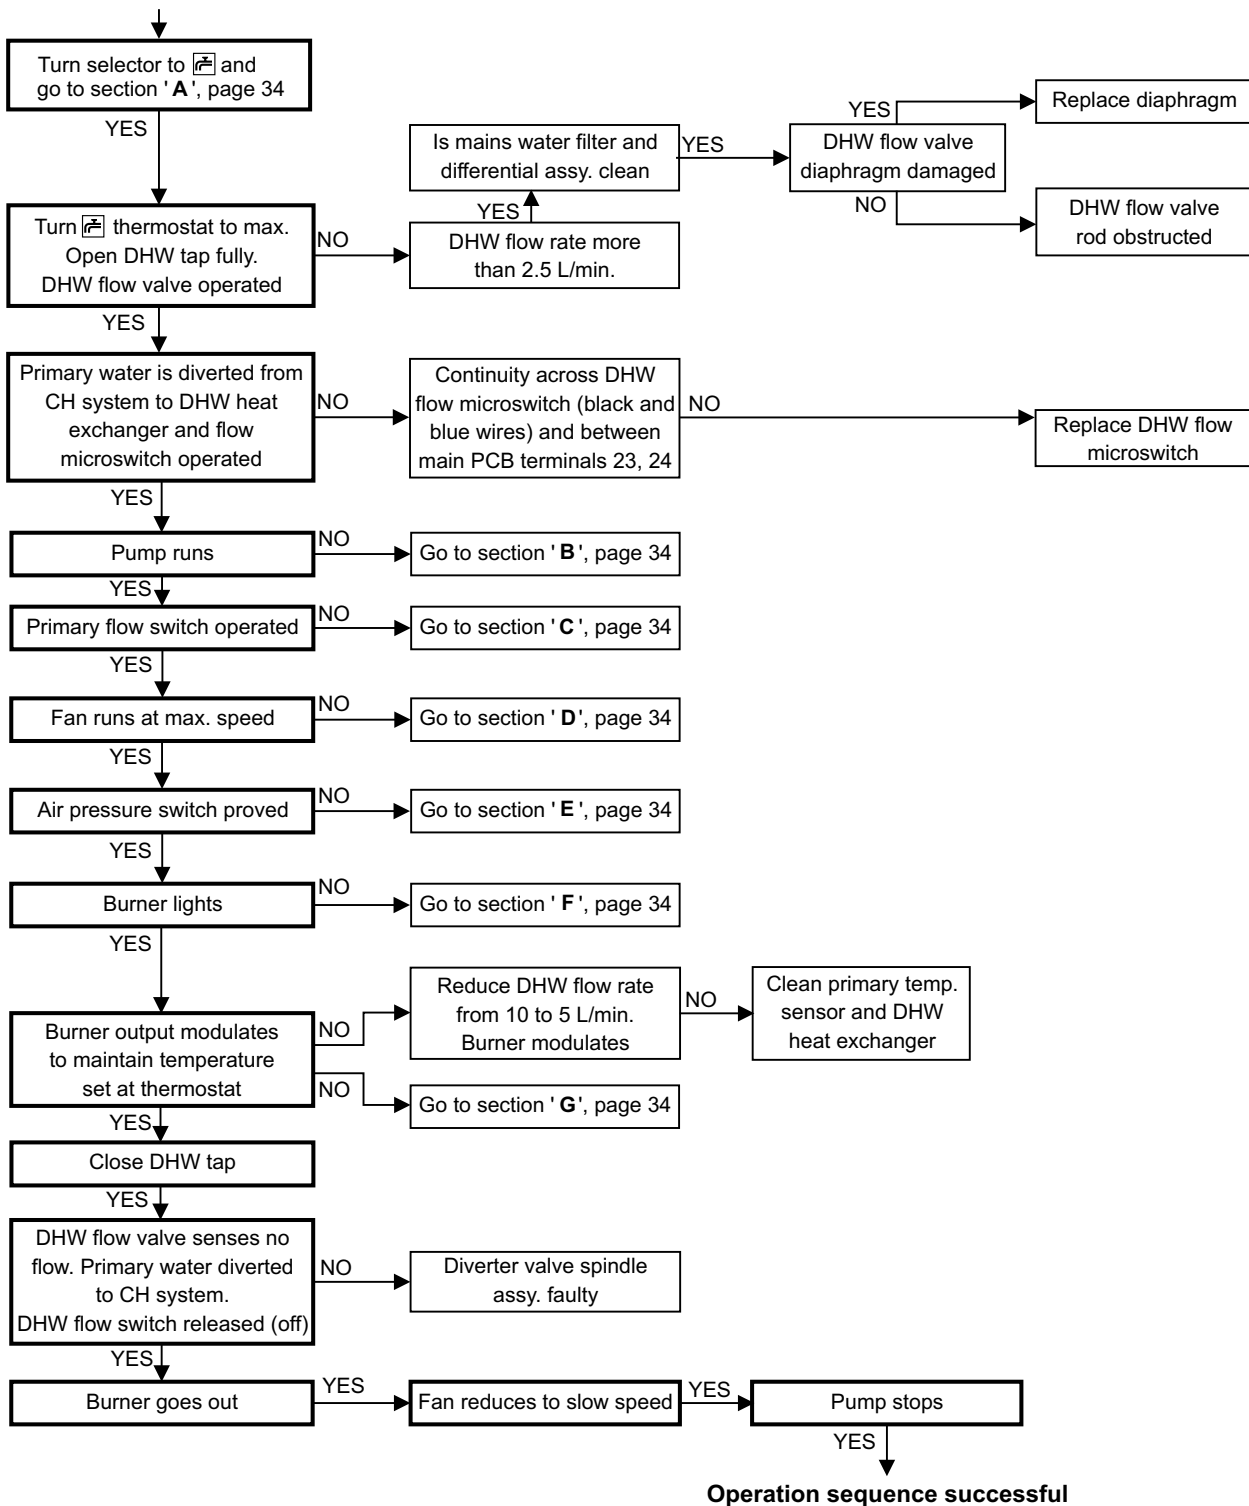 Turn selector to and
go to section 'A', page 34
YES
Turn thermostat to max.
Open DHW tap fully.
DHW flow valve operated
NO
DHW flow rate more
than 2.5 L/min.
YES
Is mains water filter and
differential assy. clean
YES
DHW flow valve
diaphragm damaged
YES
Replace diaphragm
NO
DHW flow valve
rod obstructed
YES
Primary water is diverted from
CH system to DHW heat
exchanger and flow
microswitch operated
NO
Continuity across DHW
flow microswitch (black and
blue wires) and between
main PCB terminals 23, 24
NO
Replace DHW flow
microswitch
YES
Pump runs
NO
Go to section 'B', page 34
YES
Primary flow switch operated
NO
Go to section 'C', page 34
YES
Fan runs at max. speed
NO
Go to section 'D', page 34
YES
Air pressure switch proved
NO
Go to section 'E', page 34
YES
Burner lights
NO
Go to section 'F', page 34
YES
Burner output modulates
to maintain temperature
set at thermostat
NO
Reduce DHW flow rate
from 10 to 5 L/min.
Burner modulates
NO
Clean primary temp.
sensor and DHW
heat exchanger
NO
Go to section 'G', page 34
YES
Close DHW tap
YES
DHW flow valve senses no
flow. Primary water diverted
to CH system.
DHW flow switch released (off)
NO
Diverter valve spindle
assy. faulty
YES
Burner goes out
YES
Fan reduces to slow speed
YES
Pump stops
YES
Operation sequence successful